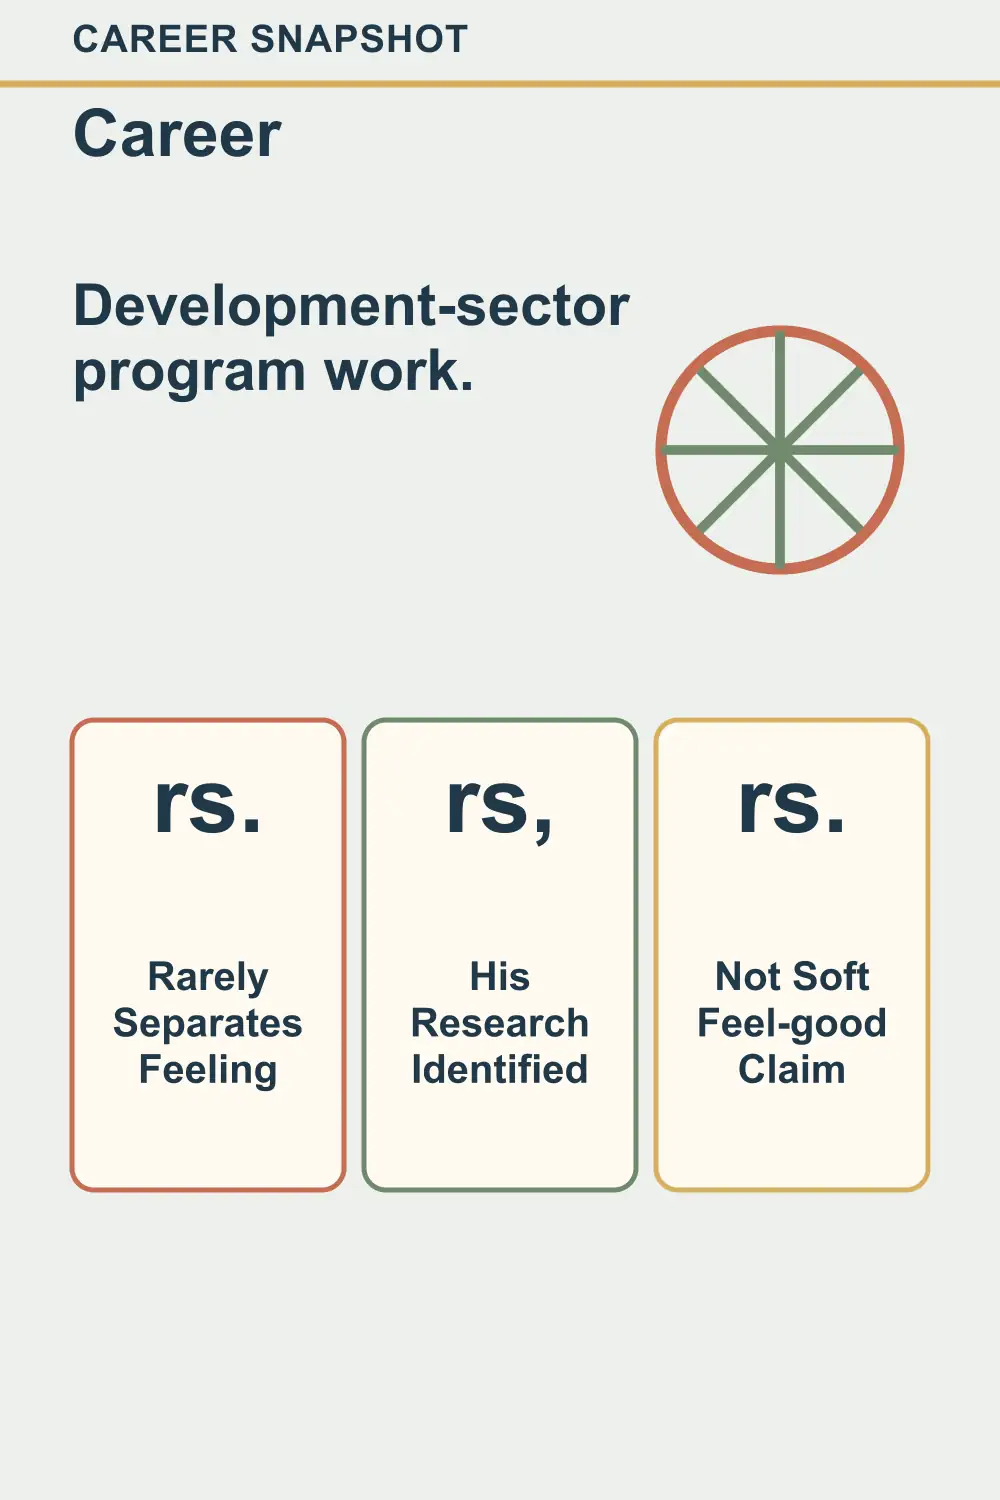 CAREER SNAPSHOT
Career
Development-sector
program work.
rs.
Rarely
Separates
Feeling
rs,
His
Research
Identified
rs.
Not Soft
Feel-good
Claim